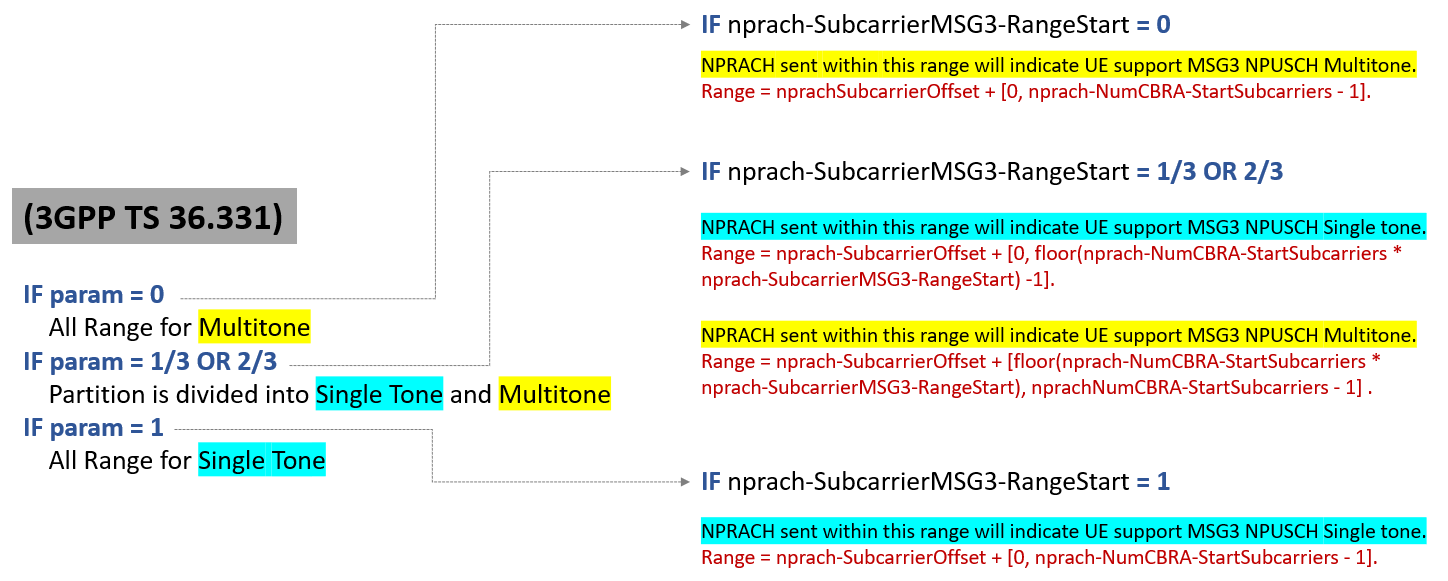 (3GPP TS 36.331)
IF param = 0
All Range for Multitone
IF param = 1/3 OR 2/3
Partition is divided into Single Tone and Multitone
IF param = 1
All Range for Single Tone
IF nprach-SubcarrierMSG3-RangeStart = 0
NPRACH sent within this range will indicate UE support MSG3 NPUSCH Multitone.
Range = nprachSubcarrierOffset + [0, nprach-NumCBRA-StartSubcarriers - 1].
IF nprach-SubcarrierMSG3-RangeStart = 1/3 OR 2/3
NPRACH sent within this range will indicate UE support MSG3 NPUSCH Single tone.
Range = nprach-SubcarrierOffset + [0, floor(nprach-NumCBRA-StartSubcarriers *
nprach-SubcarrierMSG3-RangeStart) -1].
NPRACH sent within this range will indicate UE support MSG3 NPUSCH Multitone.
Range = nprach-SubcarrierOffset + [floor(nprach-NumCBRA-StartSubcarriers *
nprach-SubcarrierMSG3-RangeStart), nprachNumCBRA-StartSubcarriers - 1] .
IF nprach-SubcarrierMSG3-RangeStart = 1
NPRACH sent within this range will indicate UE support MSG3 NPUSCH Single tone.
Range = nprach-SubcarrierOffset + [0, nprach-NumCBRA-StartSubcarriers - 1].